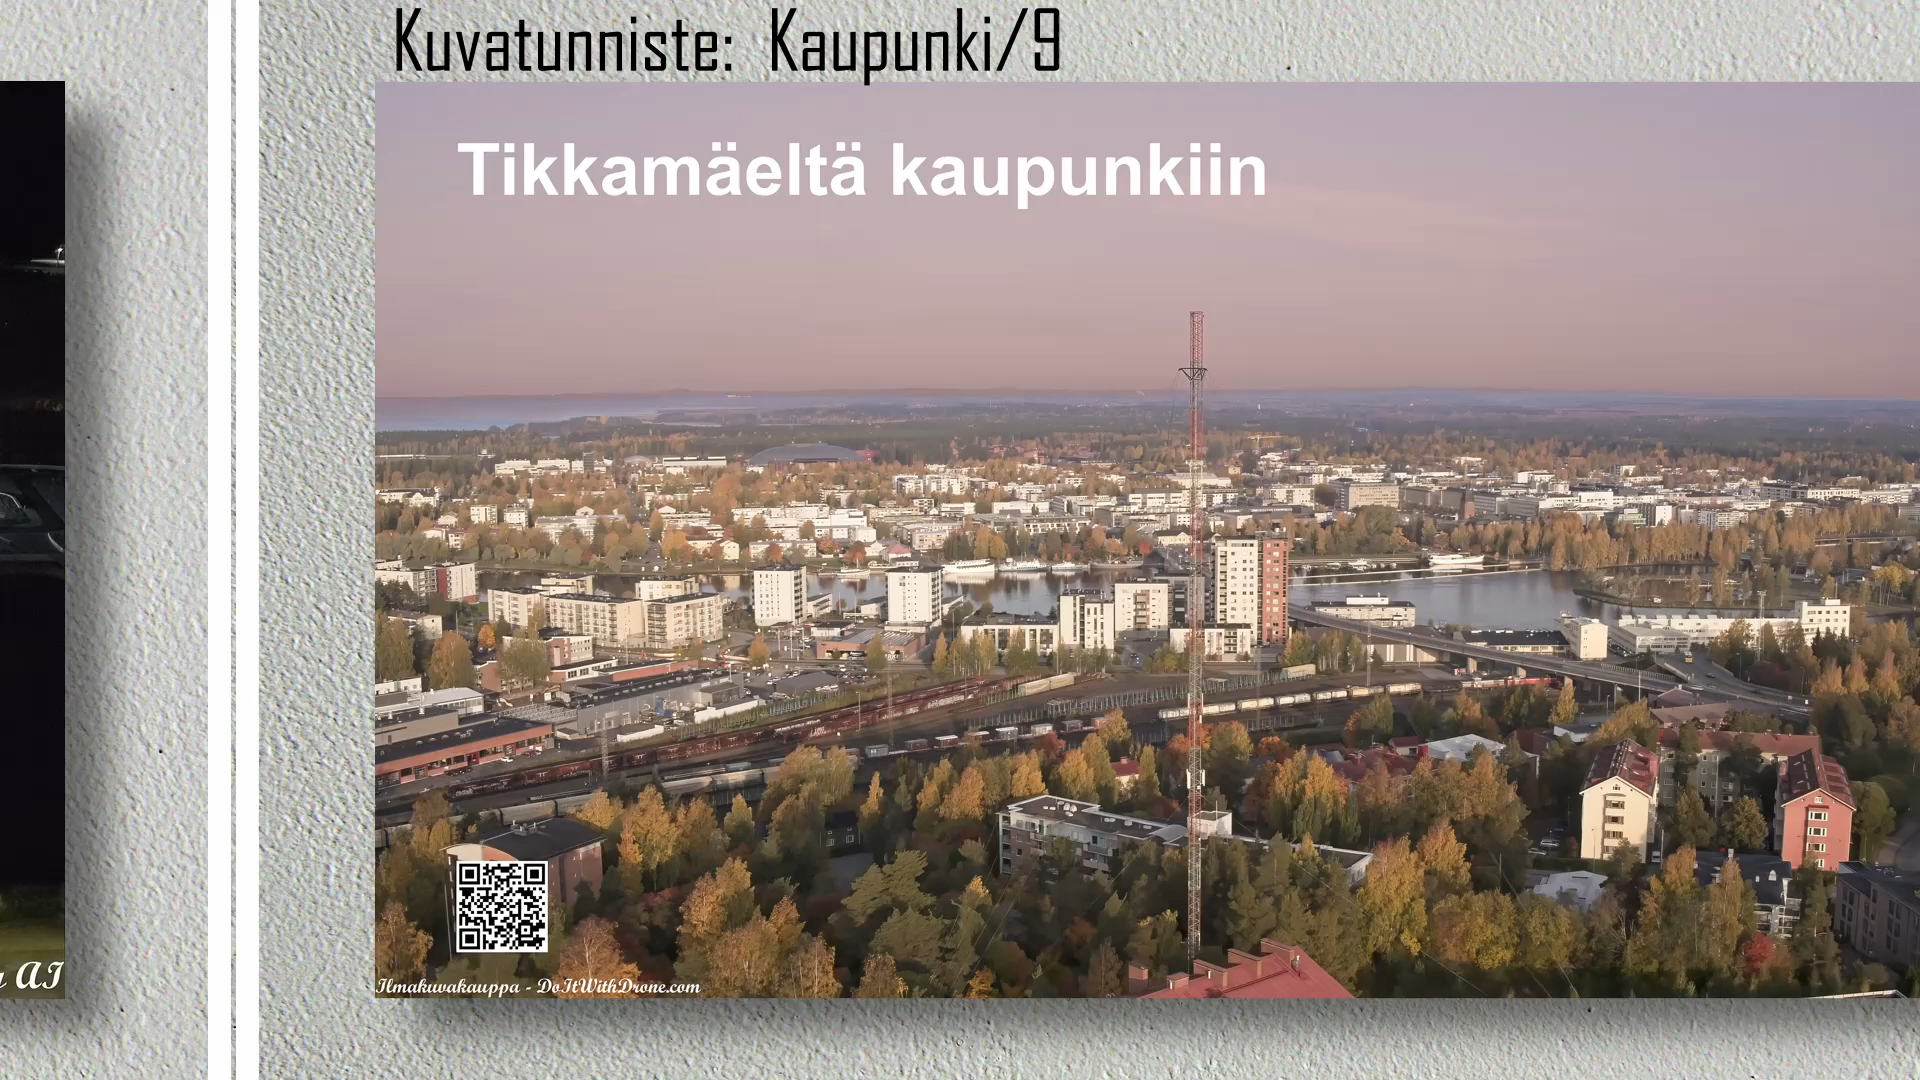 Kuvatunniste: Kaupunki/9
Tikkamäeltä kaupunkiin
AI
Ilmakuvakauppa - DoItWithDrone.com